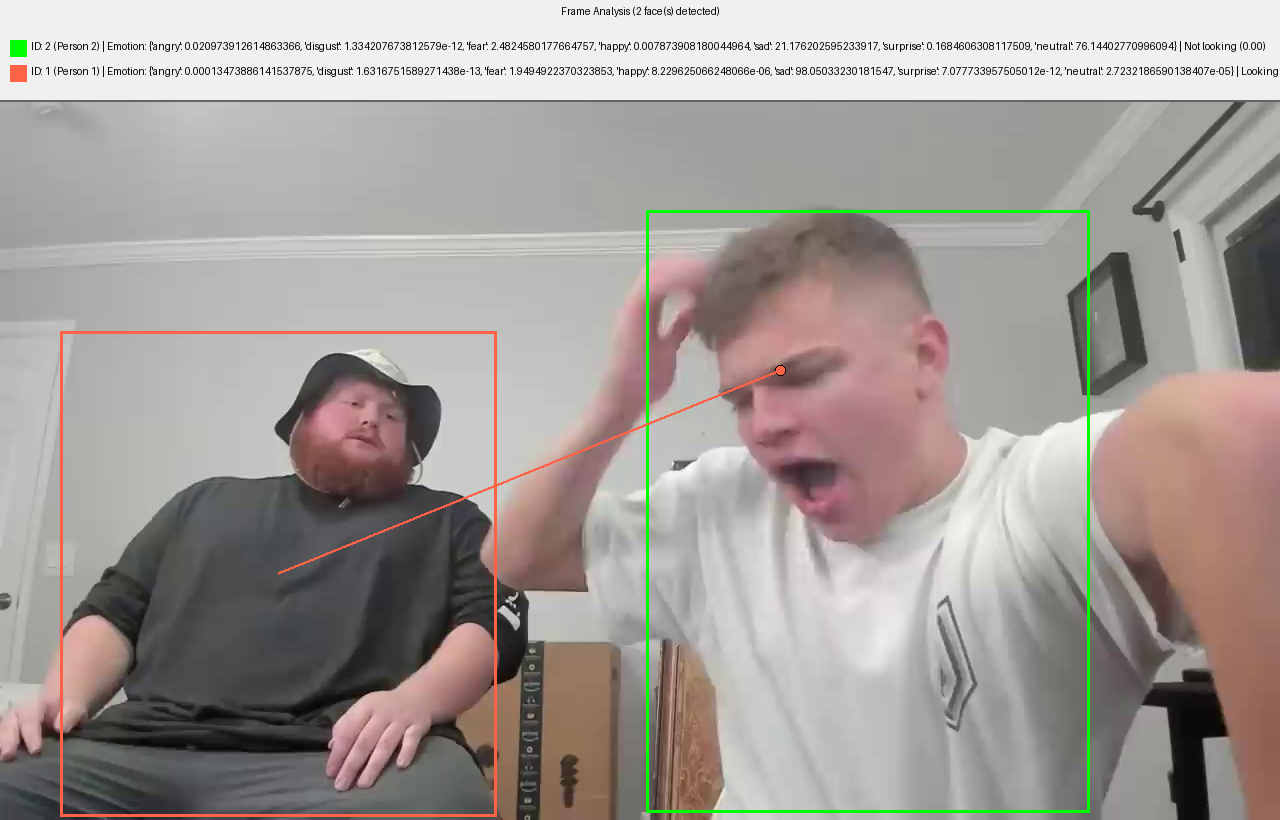 Frame Analysis (2 face(s) detected)
ID: 2 (Person 2) | Emotion: {'angry': 0.020973912614863366, 'disgust': 1.334207673812579e-12, 'fear': 2.4824580177664757, 'happy': 0.007873908180044964, 'sad': 21.176202595233917, 'surprise': 0.1684606308117509, 'neutral': 76.14402770996094} | Not looking (0.00)
ID: 1 (Person 1) | Emotion: {'angry': 0.00013473886141537875, 'disgust': 1.6316751589271438e-13, 'fear': 1.9494922370323853, 'happy': 8.229625066248066e-06, 'sad': 98.05033230181547, 'surprise': 7.077733957505012e-12, 'neutral': 2.7232186590138407e-05} | Looking